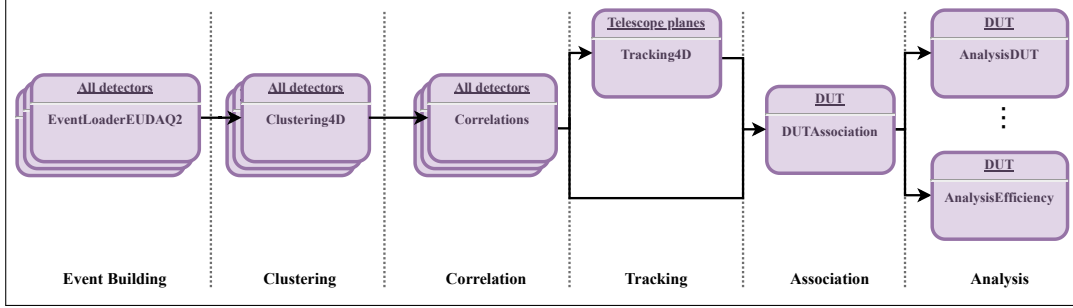 All detectors
EventLoaderEUDAQ2
All detectors
Clustering4D
All detectors
Correlations
Telescope planes
Tracking4D
DUT
DUTAssociation
DUT
AnalysisDUT
⋮
DUT
AnalysisEfficiency
Event Building
Clustering
Correlation
Tracking
Association
Analysis